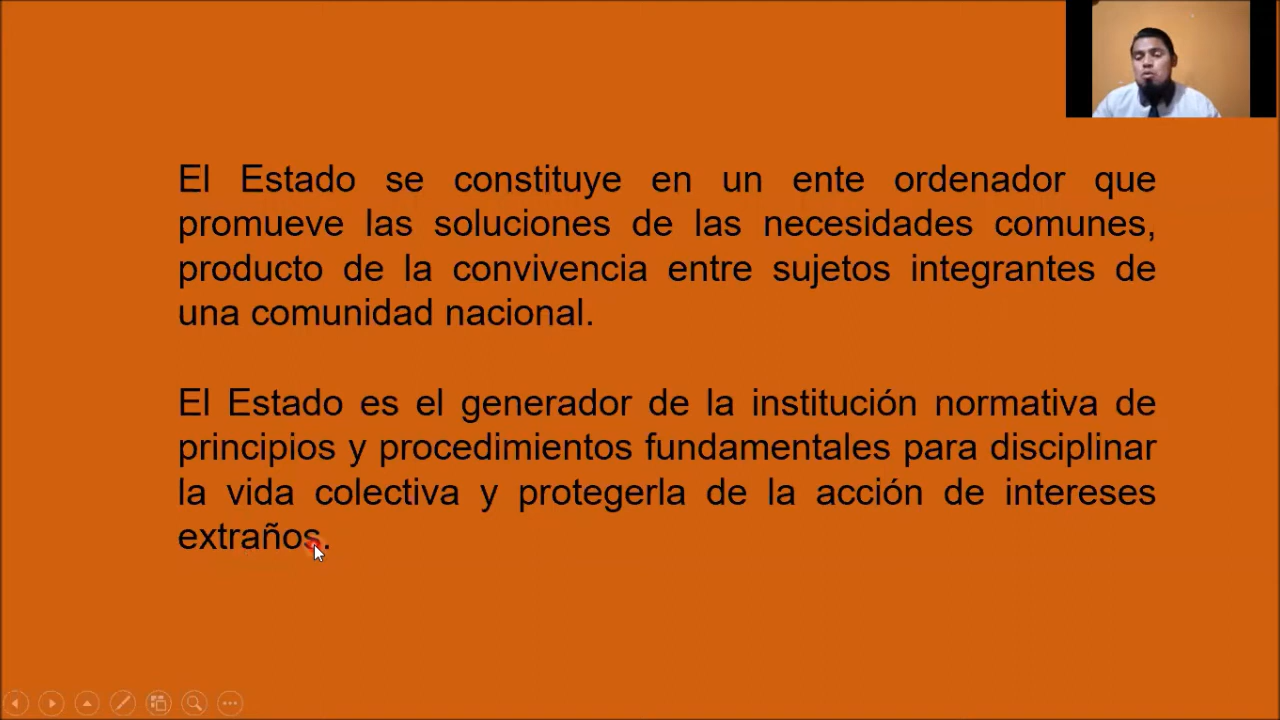 El Estado se constituye en un ente ordenador que
promueve las soluciones de las necesidades comunes,
producto de la convivencia entre sujetos integrantes de
una comunidad nacional.
El Estado es el generador de la institución normativa de
principios y procedimientos fundamentales para disciplinar
la vida colectiva y protegerla de la acción de intereses
extraños.